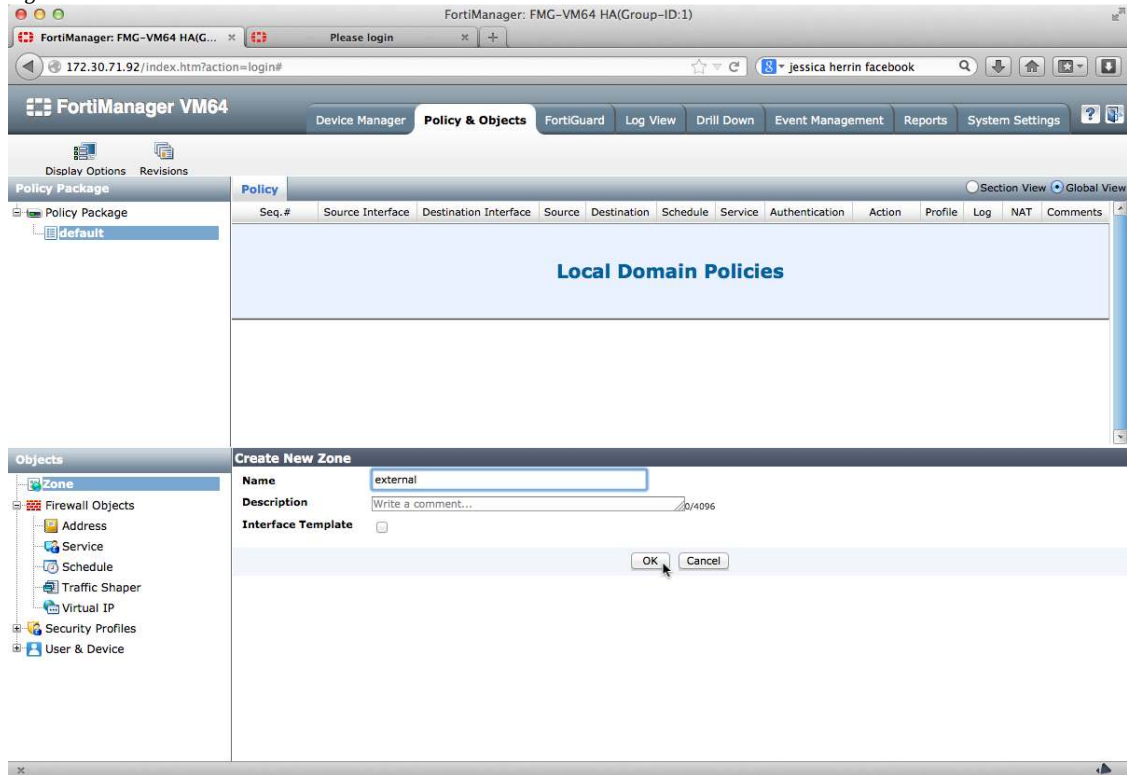 FortiManager: FMG-VM64 HA(Group-ID:1)
FortiManager: FMG-VM64 HA(G...
Please login
172.30.71.92/index.htm?action=login#
jessica herrin facebook
FortiManager VM64
Device Manager Policy & Objects FortiGuard Log View Drill Down Event Management Reports System Settings ?
Display Options Revisions
Policy Package
Policy
Section View Global View
Policy Package
default
Seq.# Source Interface Destination Interface Source Destination Schedule Service Authentication Action Profile Log NAT Comments
Local Domain Policies
Objects
Zone
Firewall Objects
Address
Service
Schedule
Traffic Shaper
Virtual IP
Security Profiles
User & Device
Create New Zone
Name external
Description Write a comment... 0/4096
Interface Template
OK Cancel